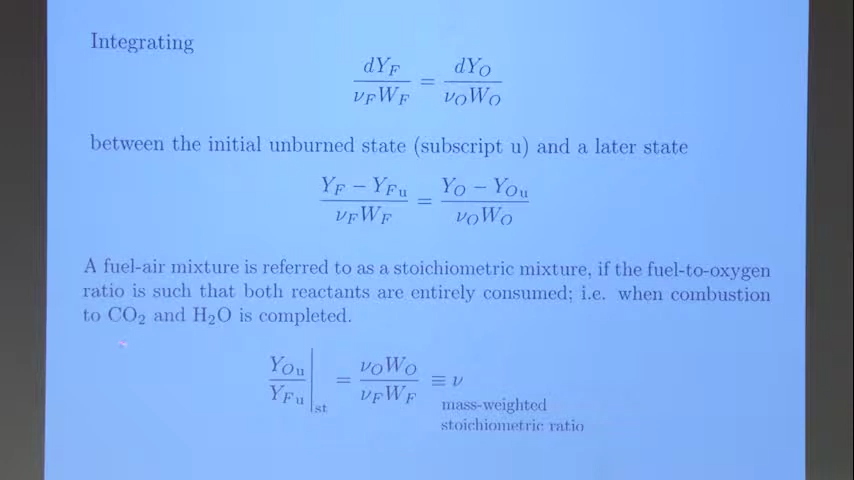 Integrating
dY_F / ν_F W_F = dY_O / ν_O W_O
between the initial unburned state (subscript u) and a later state
Y_F − Y_Fu / ν_F W_F = Y_O − Y_Ou / ν_O W_O
A fuel-air mixture is referred to as a stoichiometric mixture, if the fuel-to-oxygen
ratio is such that both reactants are entirely consumed; i.e. when combustion
to CO₂ and H₂O is completed.
Y_Ou / Y_Fu |_st = ν_O W_O / ν_F W_F ≡ ν
mass-weighted
stoichiometric ratio